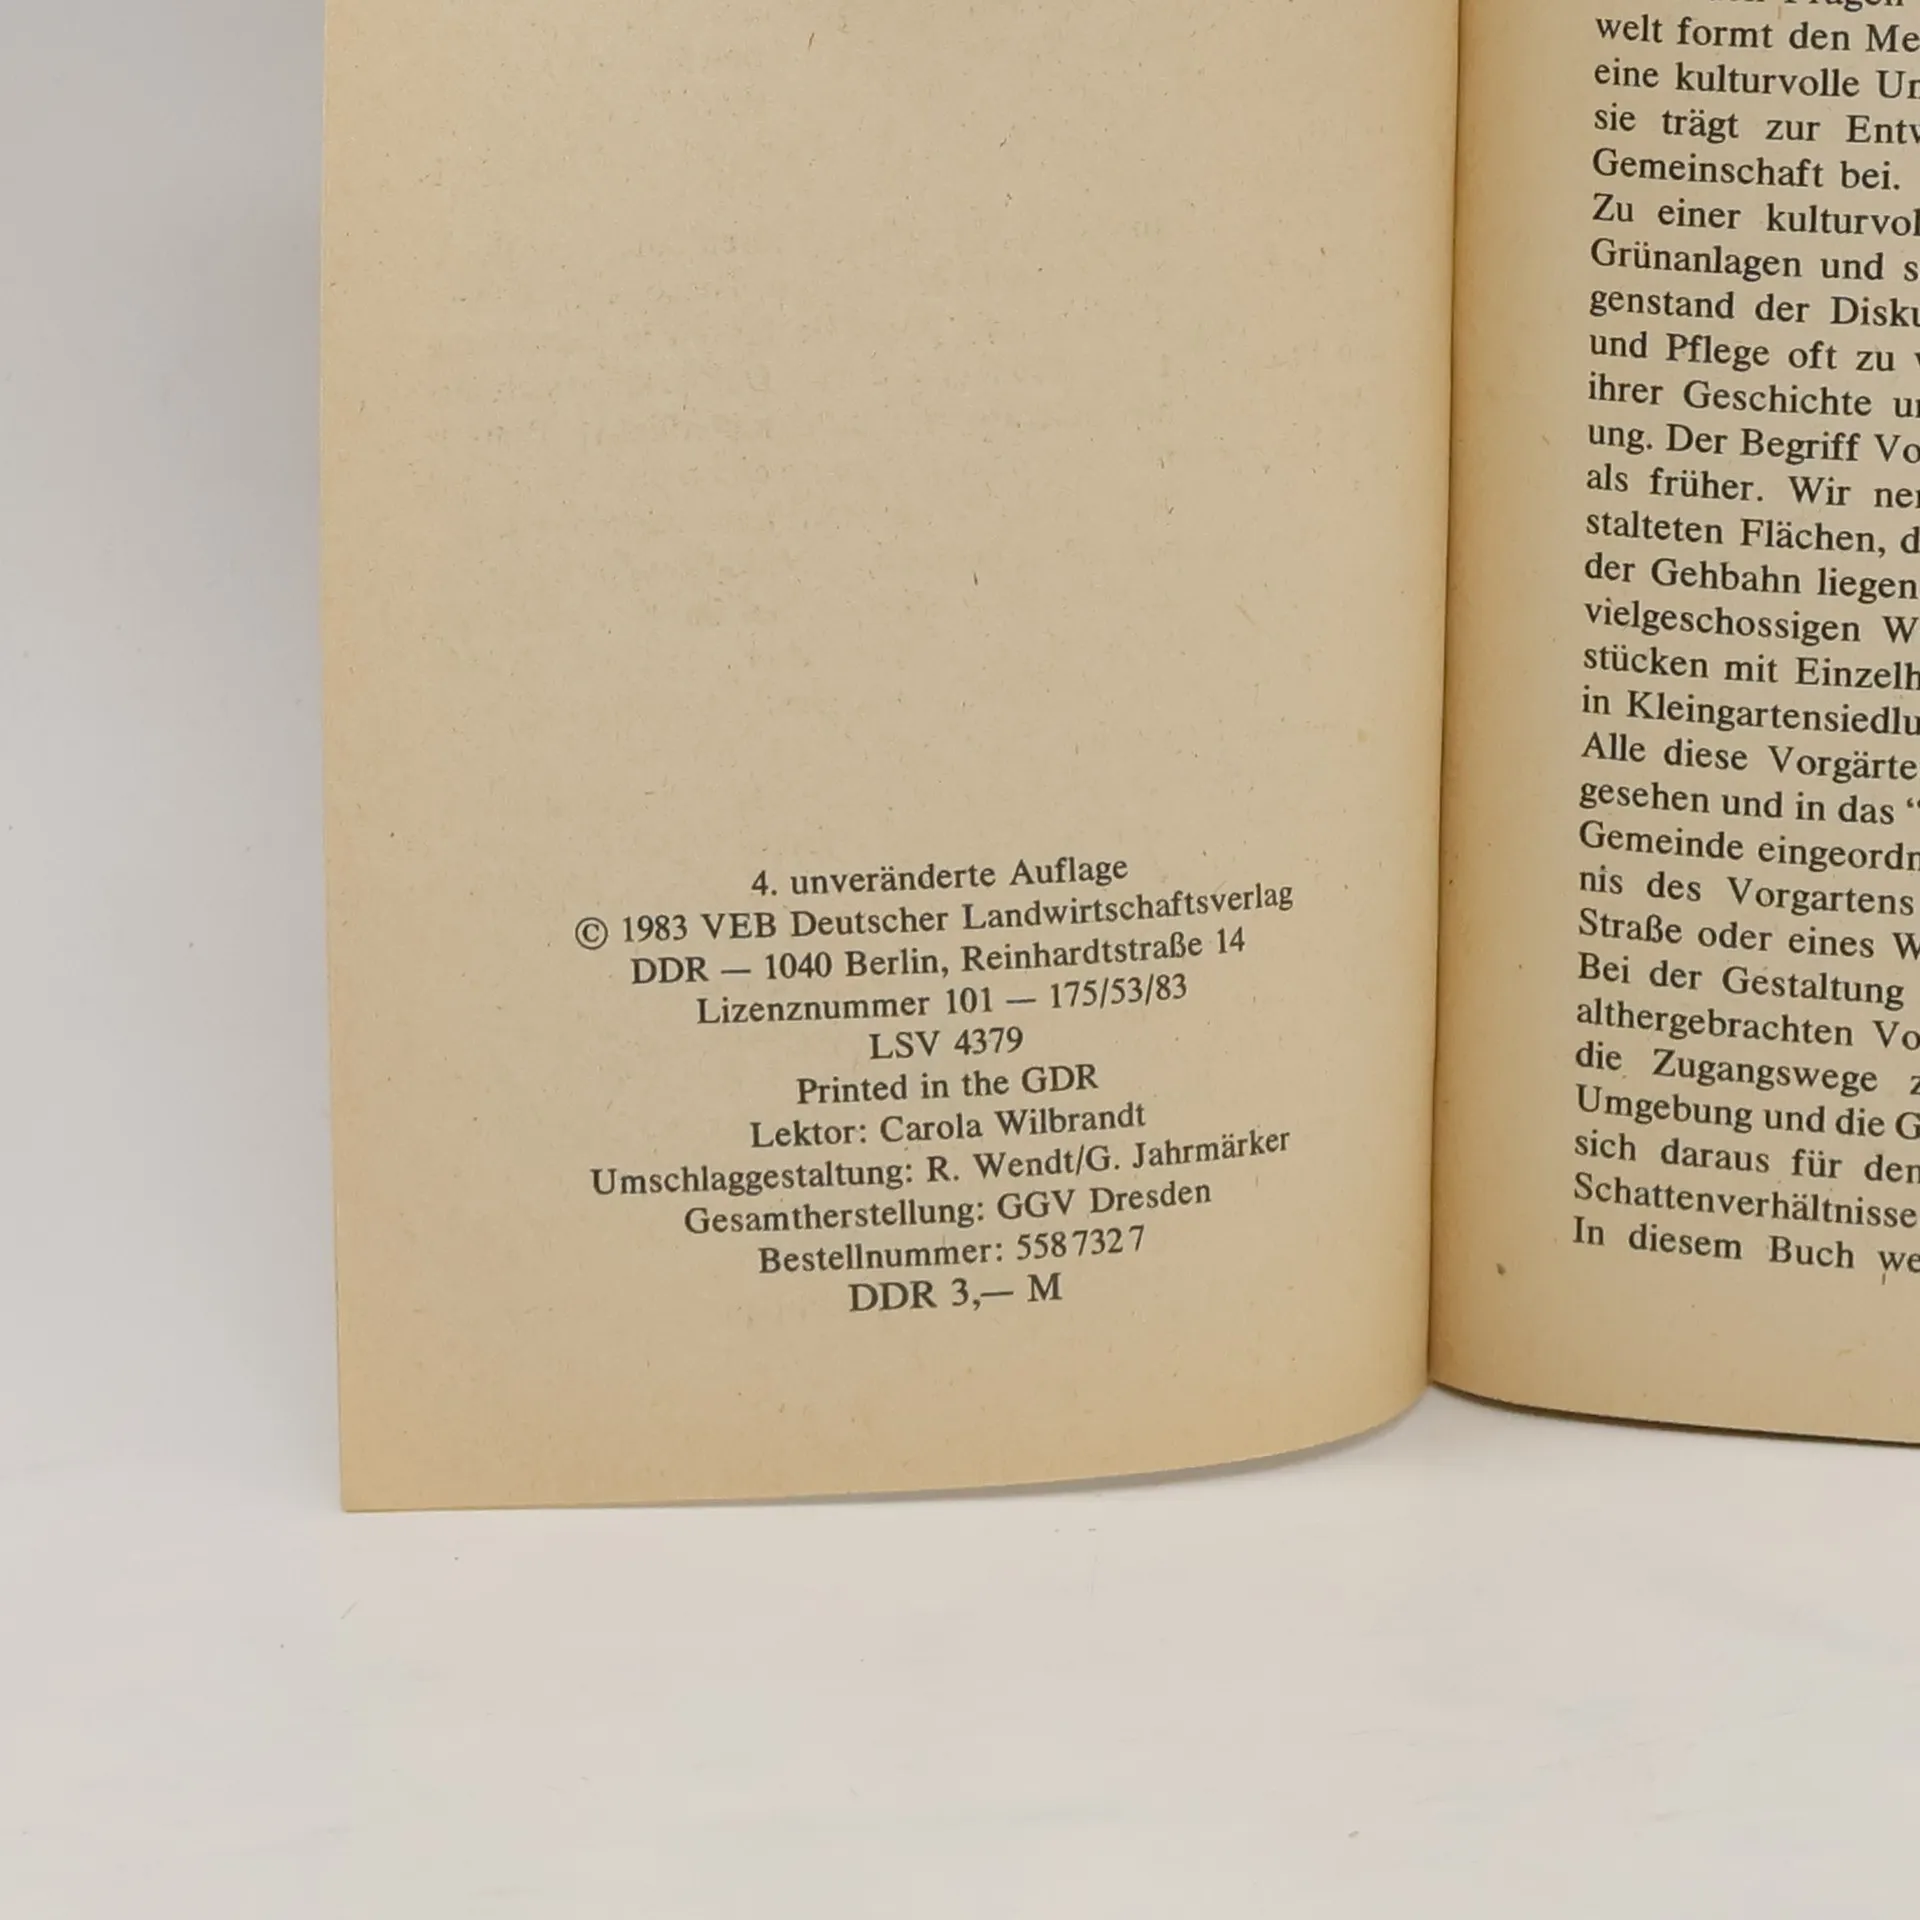 4. unveränderte Auflage
© 1983 VEB Deutscher Landwirtschaftsverlag
DDR — 1040 Berlin, Reinhardtstraße 14
Lizenznummer 101 — 175/53/83
LSV 4379
Printed in the GDR
Lektor: Carola Wilbrandt
Umschlaggestaltung: R. Wendt/G. Jahrmärker
Gesamtherstellung: GGV Dresden
Bestellnummer: 558 732 7
DDR 3,— M
welt formt den Me
eine kulturvolle
sie trägt zur Entw
Gemeinschaft bei.
Zu einer kulturvol
Grünanlagen und s
genstand der Disku
und Pflege oft zu
ihrer Geschichte
ung. Der Begriff Vo
als früher. Wir
stalteten Flächen, d
der Gehbahn liegen
vielgeschossigen W
stücken mit Einzelh
in Kleingartensiedlu
Alle diese Vorgärte
gesehen und in das “
Gemeinde eingeordn
nis des Vorgartens
Straße oder eines W
Bei der Gestaltung
althergebrachten Vo
die Zugangswege z
Umgebung und die G
sich daraus für den
Schattenverhältnisse
In diesem Buch we